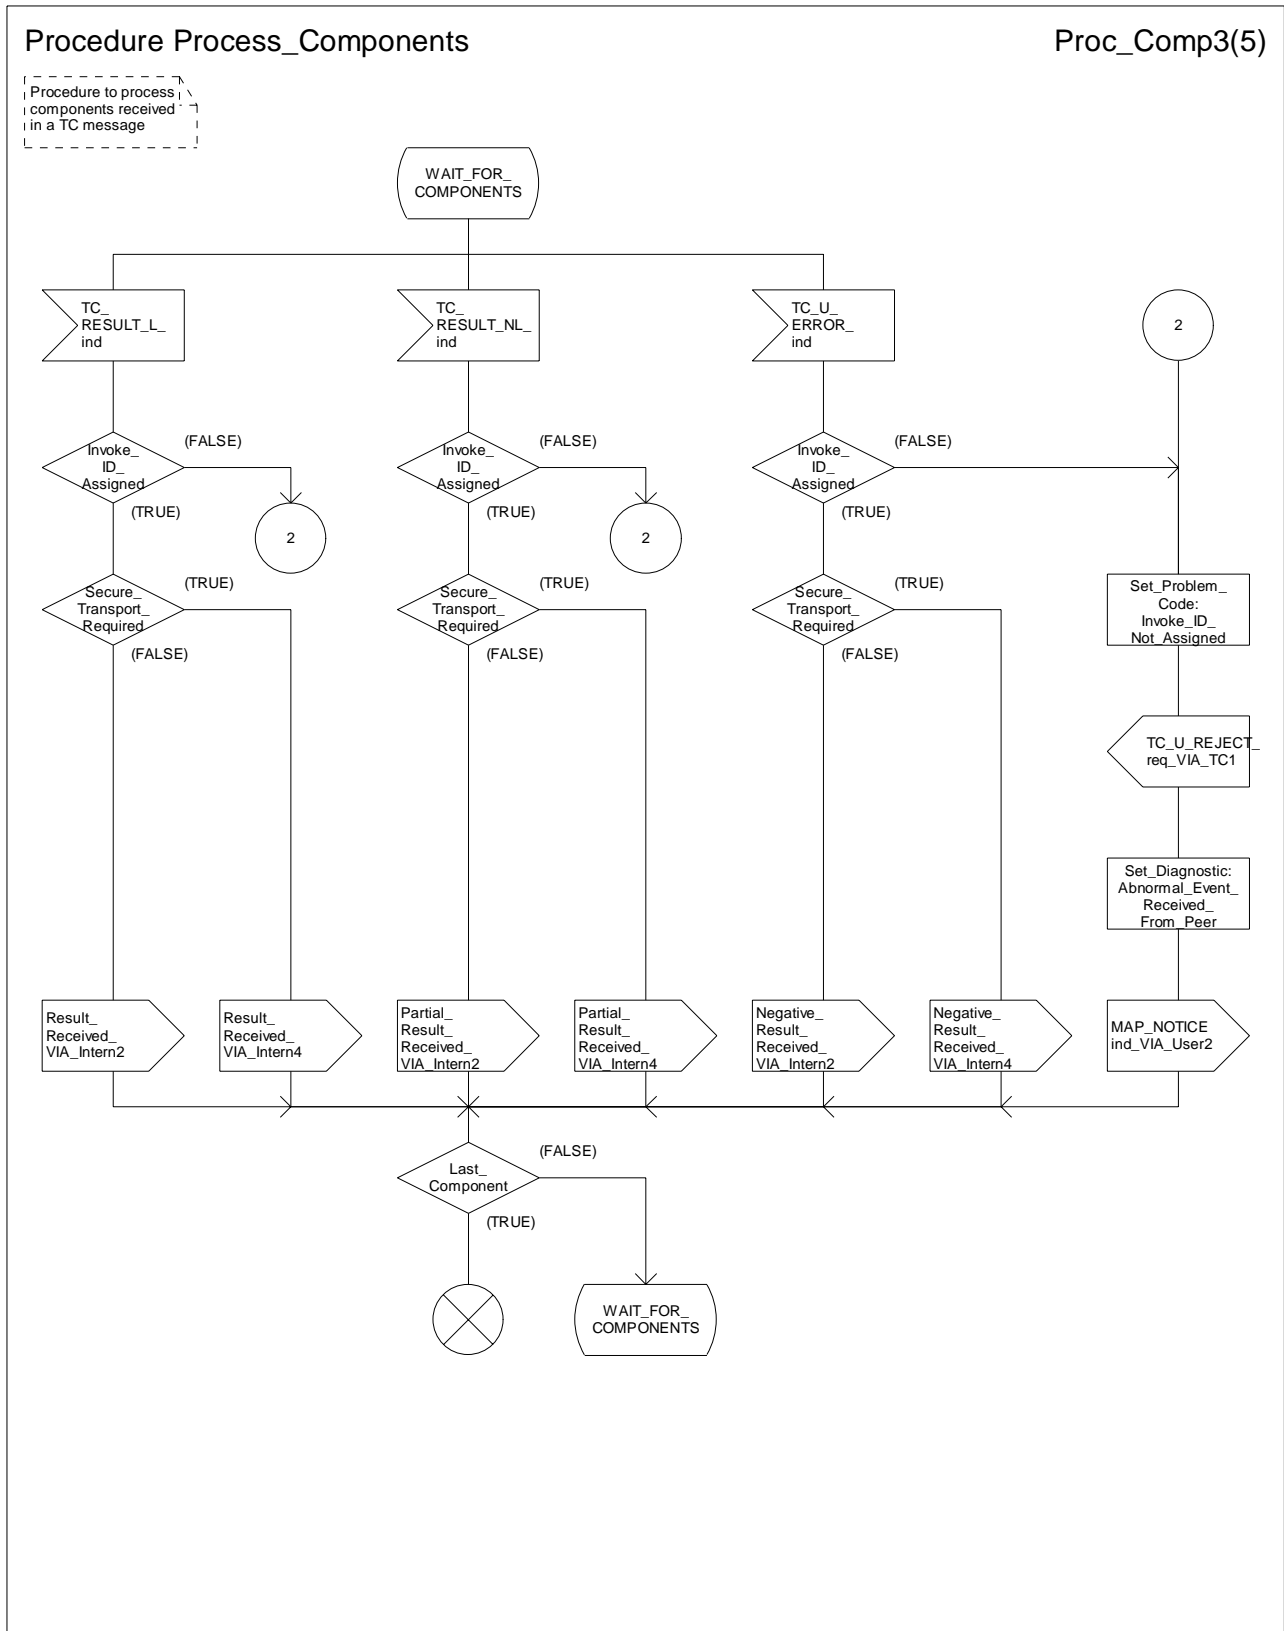 Procedure Process_Components
Proc_Comp3(5)
Procedure to process
components received
in a TC message
WAIT_FOR_
COMPONENTS
TC_
RESULT_L_
ind
TC_
RESULT_NL_
ind
TC_U_
ERROR_
ind
2
Invoke_
ID_
Assigned
(FALSE)
(TRUE)
2
Invoke_
ID_
Assigned
(FALSE)
(TRUE)
2
Invoke_
ID_
Assigned
(FALSE)
(TRUE)
Secure_
Transport_
Required
(TRUE)
(FALSE)
Secure_
Transport_
Required
(TRUE)
(FALSE)
Secure_
Transport_
Required
(TRUE)
(FALSE)
Set_Problem_
Code:
Invoke_ID_
Not_Assigned
TC_U_REJECT_
req_VIA_TC1
Set_Diagnostic:
Abnormal_Event_
Received_
From_Peer
Result_
Received_
VIA_Intern2
Result_
Received_
VIA_Intern4
Partial_
Result_
Received_
VIA_Intern2
Partial_
Result_
Received_
VIA_Intern4
Negative_
Result_
Received_
VIA_Intern2
Negative_
Result_
Received_
VIA_Intern4
MAP_NOTICE
ind_VIA_User2
Last_
Component
(FALSE)
(TRUE)
WAIT_FOR_
COMPONENTS